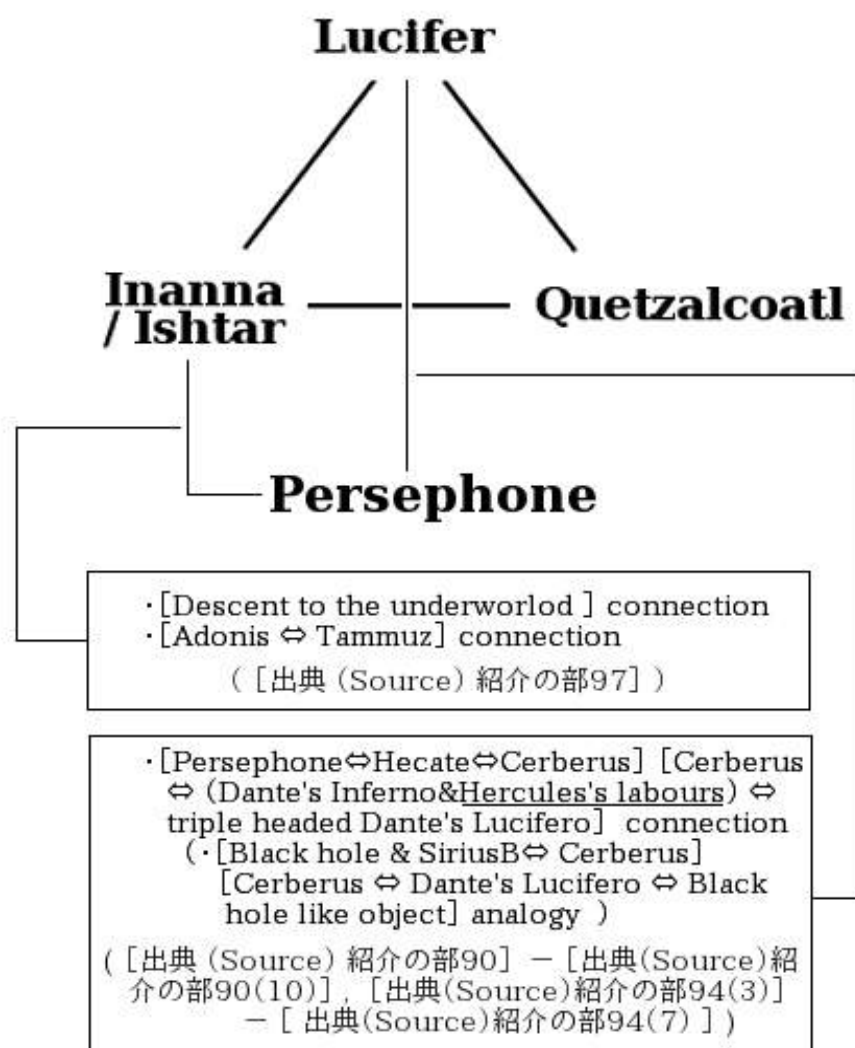 Lucifer
Inanna
/ Ishtar
Quetzalcoatl
Persephone
·[Descent to the underworlod ] connection
·[Adonis ⇔ Tammuz] connection
( [出典 (Source) 紹介の部97] )
·[Persephone⇔Hecate⇔Cerberus] [Cerberus
⇔ (Dante's Inferno&Hercules's labours) ⇔
triple headed Dante's Lucifero] connection
(·[Black hole & SiriusB⇔ Cerberus]
[Cerberus ⇔ Dante's Lucifero ⇔ Black
hole like object] analogy )
( [出典 (Source) 紹介の部90] － [出典(Source)紹
介の部90(10)] , [出典(Source)紹介の部94(3)]
－ [ 出典(Source)紹介の部94(7) ] )